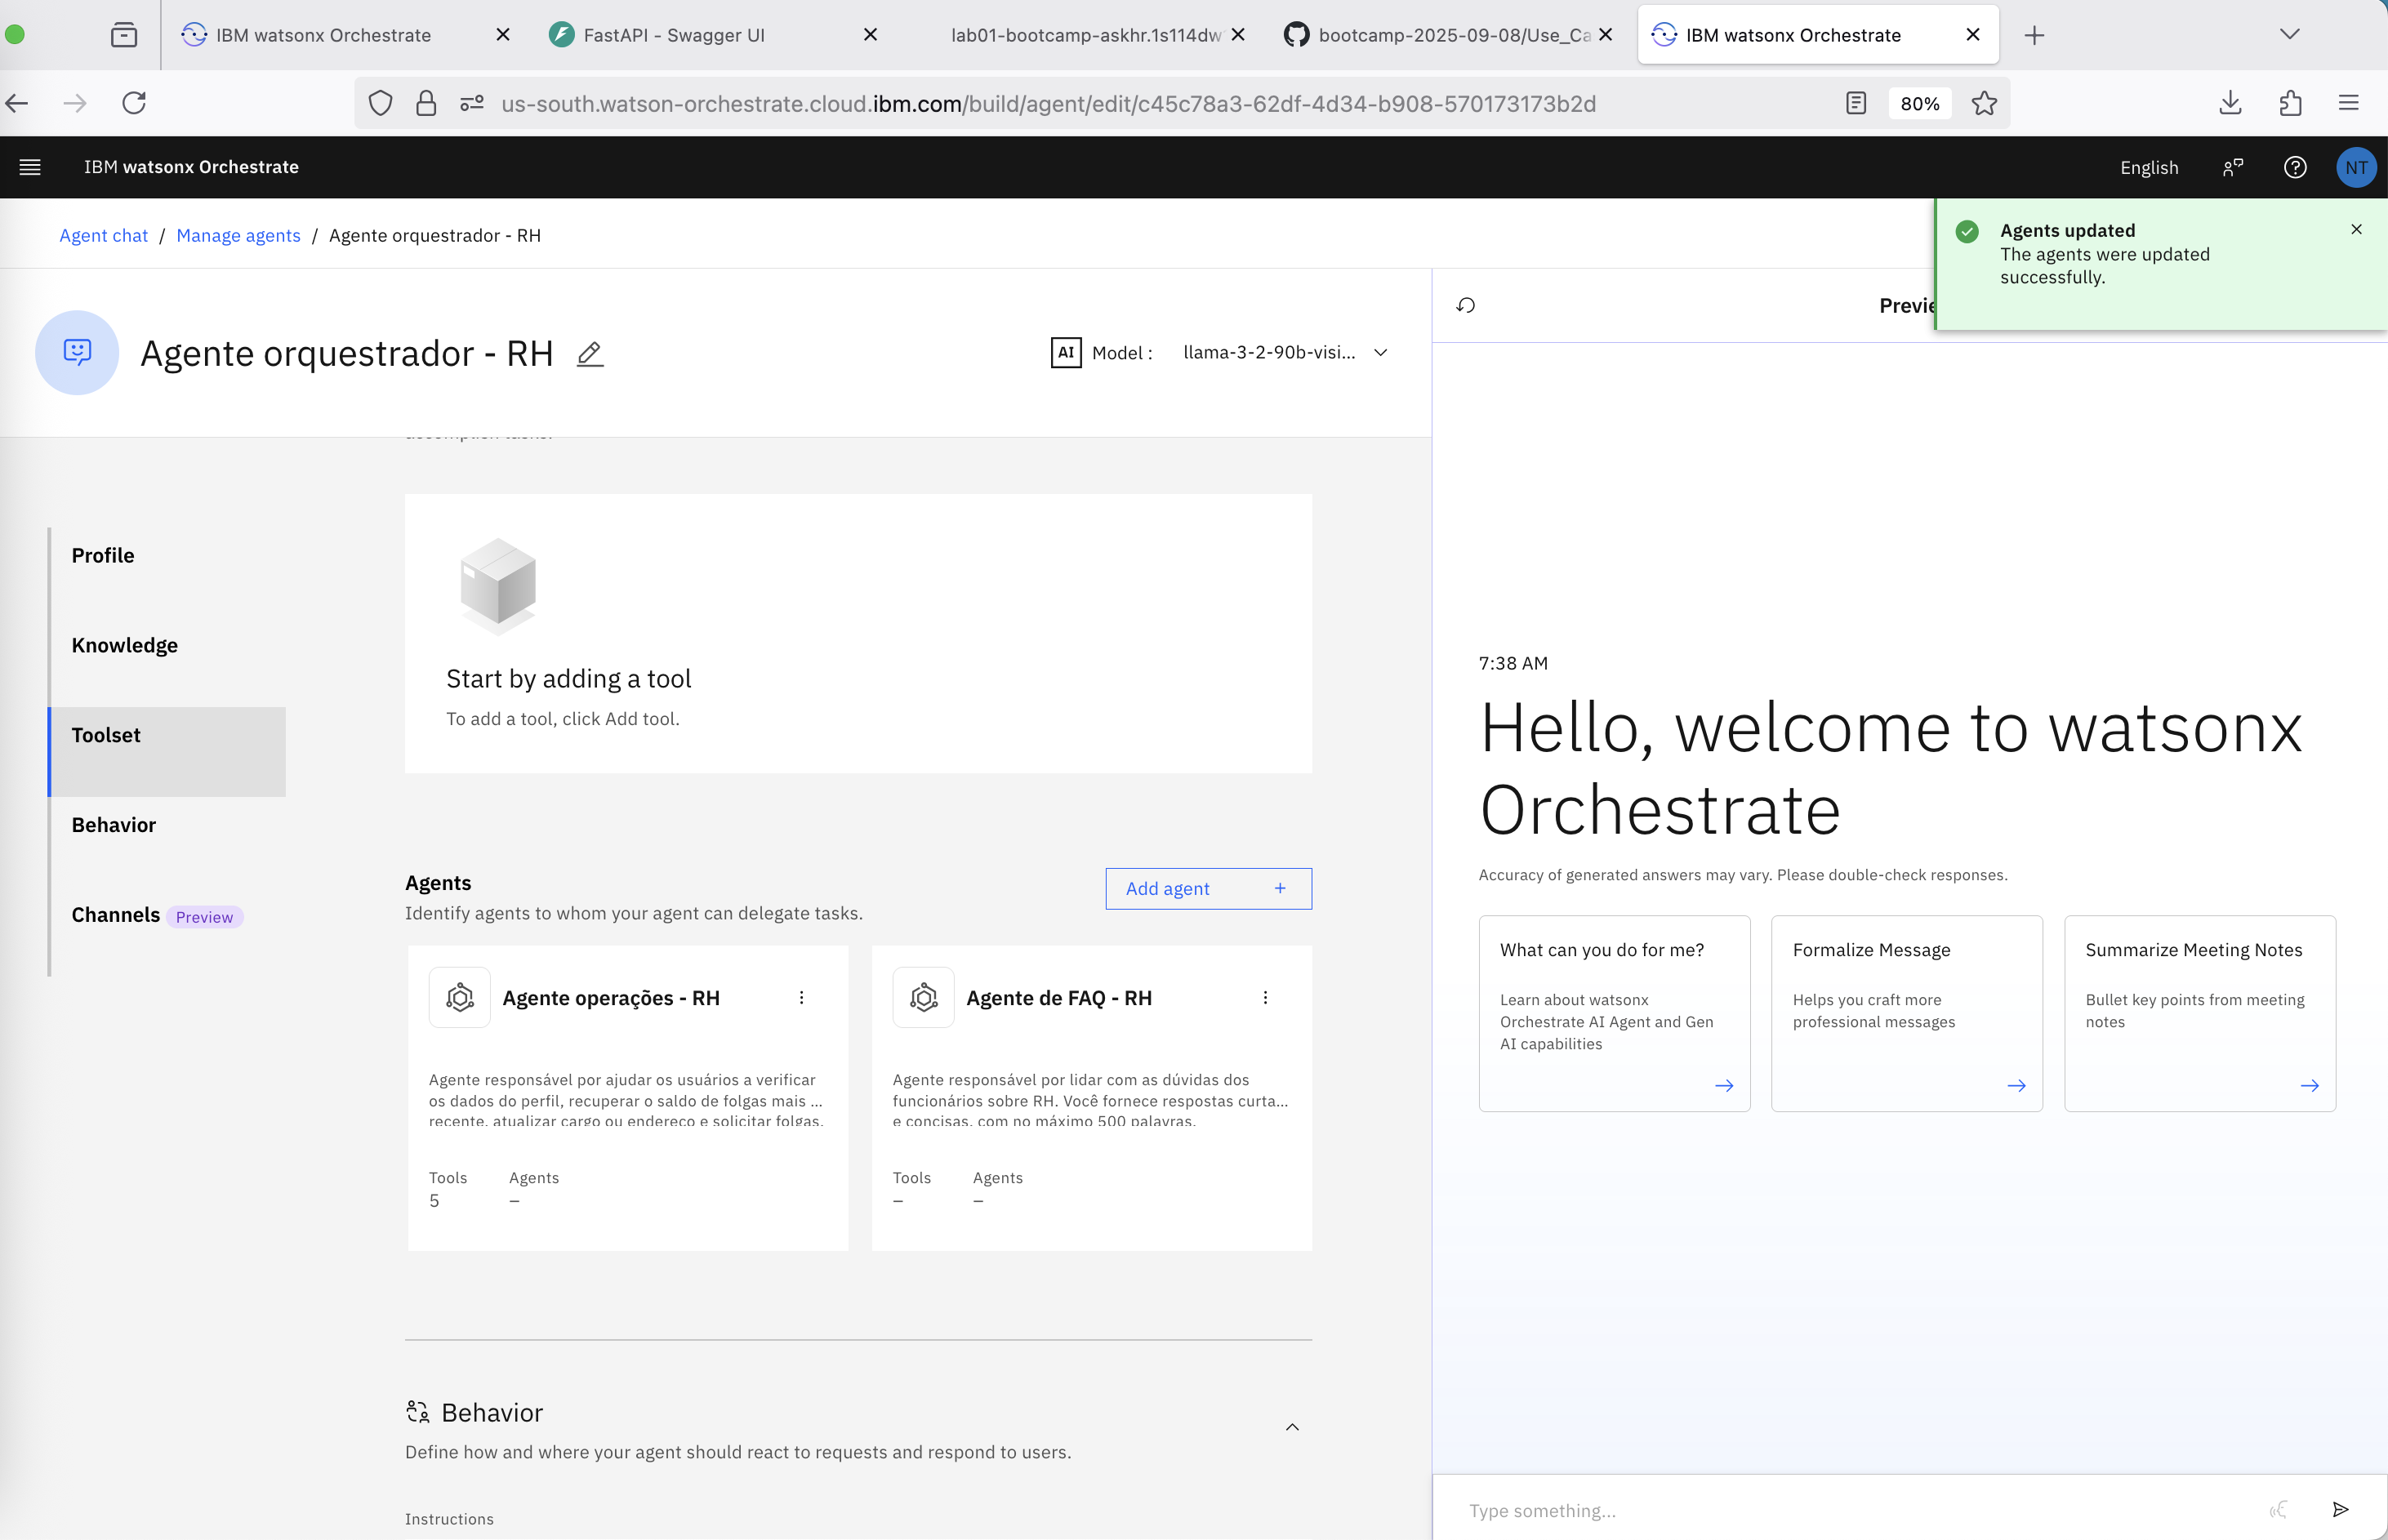 IBM watsonx Orchestrate
FastAPI - Swagger UI
lab01-bootcamp-askhr.1s114dw
bootcamp-2025-09-08/Use_Ca
IBM watsonx Orchestrate
us-south.watson-orchestrate.cloud.ibm.com/build/agent/edit/c45c78a3-62df-4d34-b908-570173173b2d
80%
IBM watsonx Orchestrate
English
NT
Agent chat / Manage agents / Agente orquestrador - RH
Agents updated
The agents were updated
successfully.
Agente orquestrador - RH
AI Model :
llama-3-2-90b-visi...
Previe
Profile
Knowledge
Toolset
Behavior
Channels Preview
Start by adding a tool
To add a tool, click Add tool.
Agents
Identify agents to whom your agent can delegate tasks.
Add agent +
Agente operações - RH
Agente responsável por ajudar os usuários a verificar
os dados do perfil, recuperar o saldo de folgas mais ...
recente, atualizar cargo ou endereço e solicitar folgas.
Tools Agents
5 –
Agente de FAQ - RH
Agente responsável por lidar com as dúvidas dos
funcionários sobre RH. Você fornece respostas curta...
e concisas, com no máximo 500 palavras.
Tools Agents
– –
Behavior
Define how and where your agent should react to requests and respond to users.
Instructions
7:38 AM
Hello, welcome to watsonx
Orchestrate
Accuracy of generated answers may vary. Please double-check responses.
What can you do for me?
Learn about watsonx
Orchestrate AI Agent and Gen
AI capabilities
Formalize Message
Helps you craft more
professional messages
Summarize Meeting Notes
Bullet key points from meeting
notes
Type something...